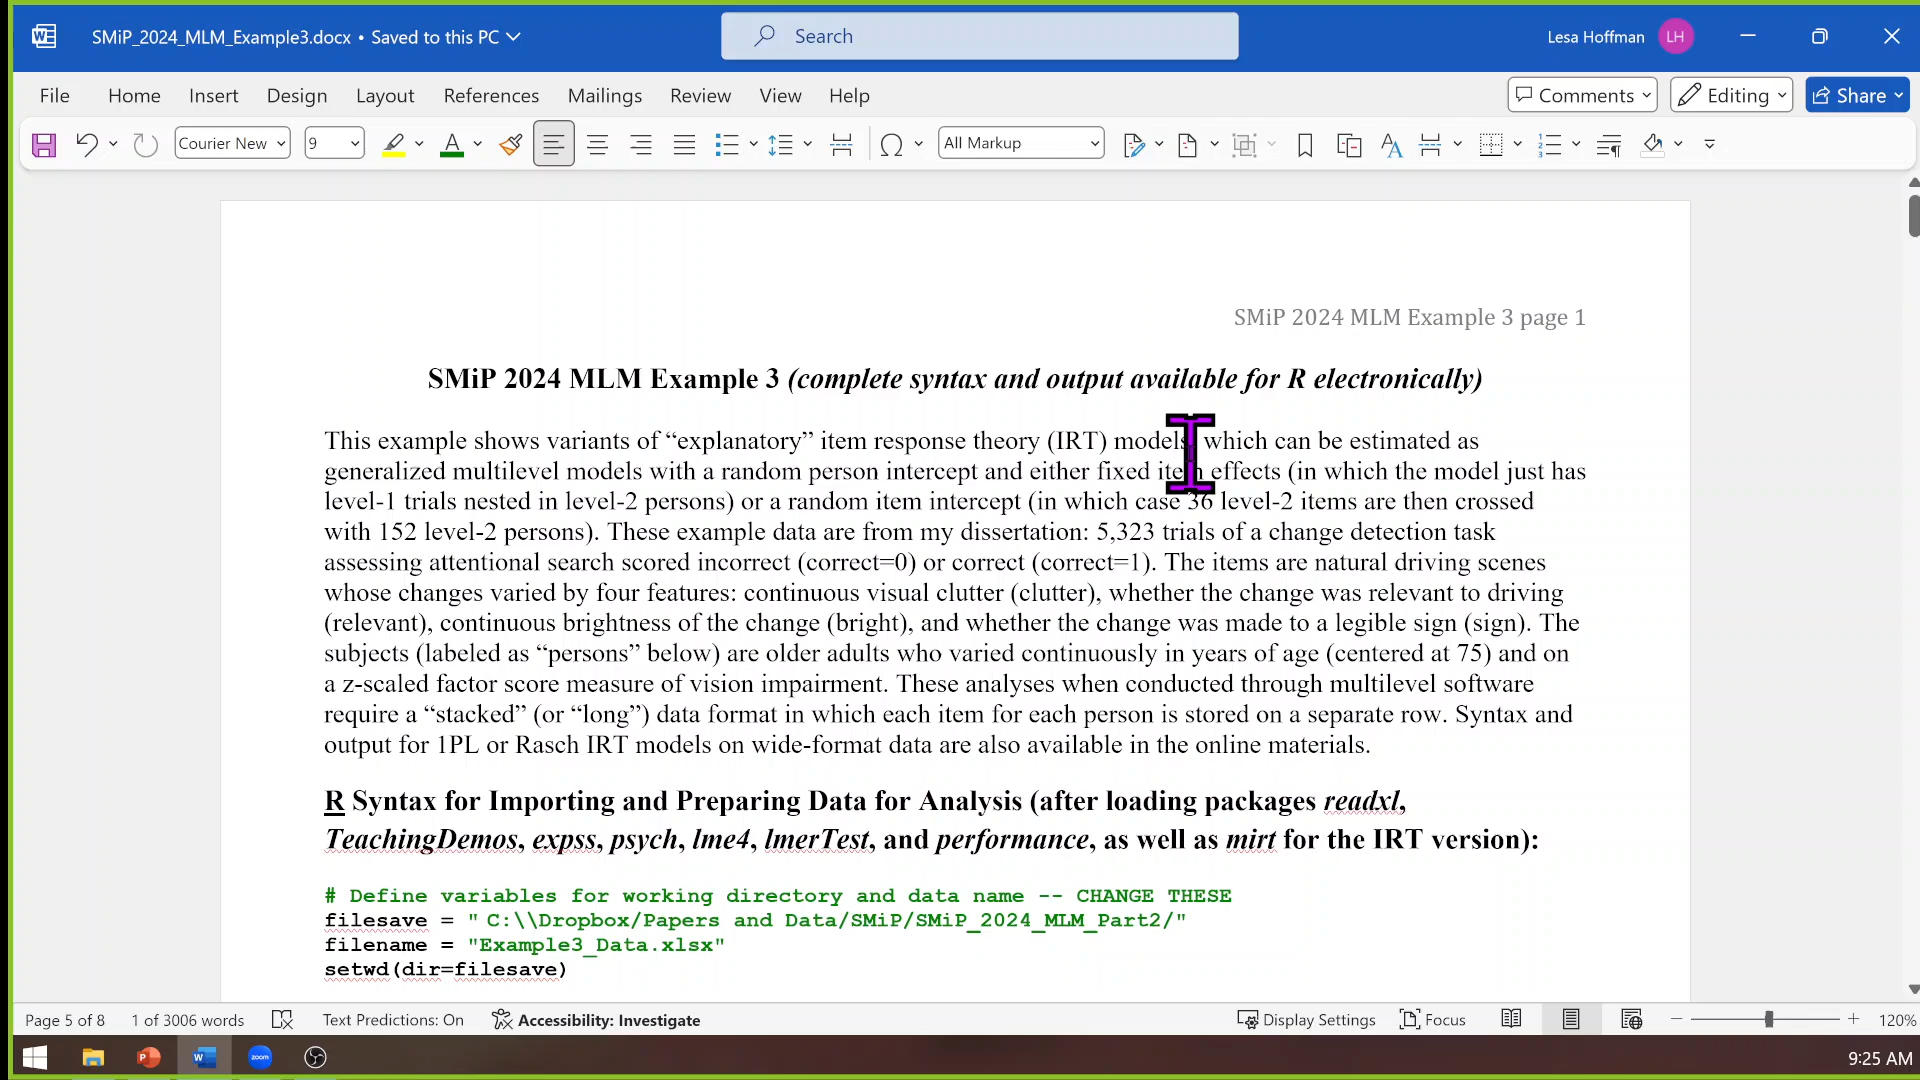 SMiP_2024_MLM_Example3.docx • Saved to this PC
Search
Lesa Hoffman
LH
File Home Insert Design Layout References Mailings Review View Help
Comments Editing Share
Courier New 9 All Markup
SMiP 2024 MLM Example 3 page 1
SMiP 2024 MLM Example 3 (complete syntax and output available for R electronically)
This example shows variants of “explanatory” item response theory (IRT) models which can be estimated as
generalized multilevel models with a random person intercept and either fixed item effects (in which the model just has
level-1 trials nested in level-2 persons) or a random item intercept (in which case 36 level-2 items are then crossed
with 152 level-2 persons). These example data are from my dissertation: 5,323 trials of a change detection task
assessing attentional search scored incorrect (correct=0) or correct (correct=1). The items are natural driving scenes
whose changes varied by four features: continuous visual clutter (clutter), whether the change was relevant to driving
(relevant), continuous brightness of the change (bright), and whether the change was made to a legible sign (sign). The
subjects (labeled as “persons” below) are older adults who varied continuously in years of age (centered at 75) and on
a z-scaled factor score measure of vision impairment. These analyses when conducted through multilevel software
require a “stacked” (or “long”) data format in which each item for each person is stored on a separate row. Syntax and
output for 1PL or Rasch IRT models on wide-format data are also available in the online materials.
R Syntax for Importing and Preparing Data for Analysis (after loading packages readxl,
TeachingDemos, expss, psych, lme4, lmerTest, and performance, as well as mirt for the IRT version):
# Define variables for working directory and data name -- CHANGE THESE
filesave = " C:\\Dropbox/Papers and Data/SMiP/SMiP_2024_MLM_Part2/"
filename = "Example3_Data.xlsx"
setwd(dir=filesave)
Page 5 of 8 1 of 3006 words Text Predictions: On Accessibility: Investigate Display Settings Focus 120%
zoom
9:25 AM